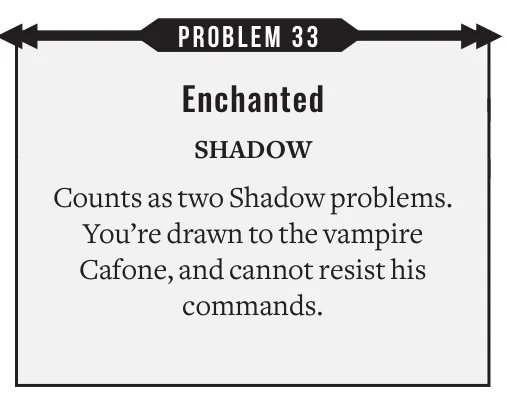 PROBLEM 33
Enchanted
SHADOW
Counts as two Shadow problems.
You’re drawn to the vampire
Cafone, and cannot resist his
commands.